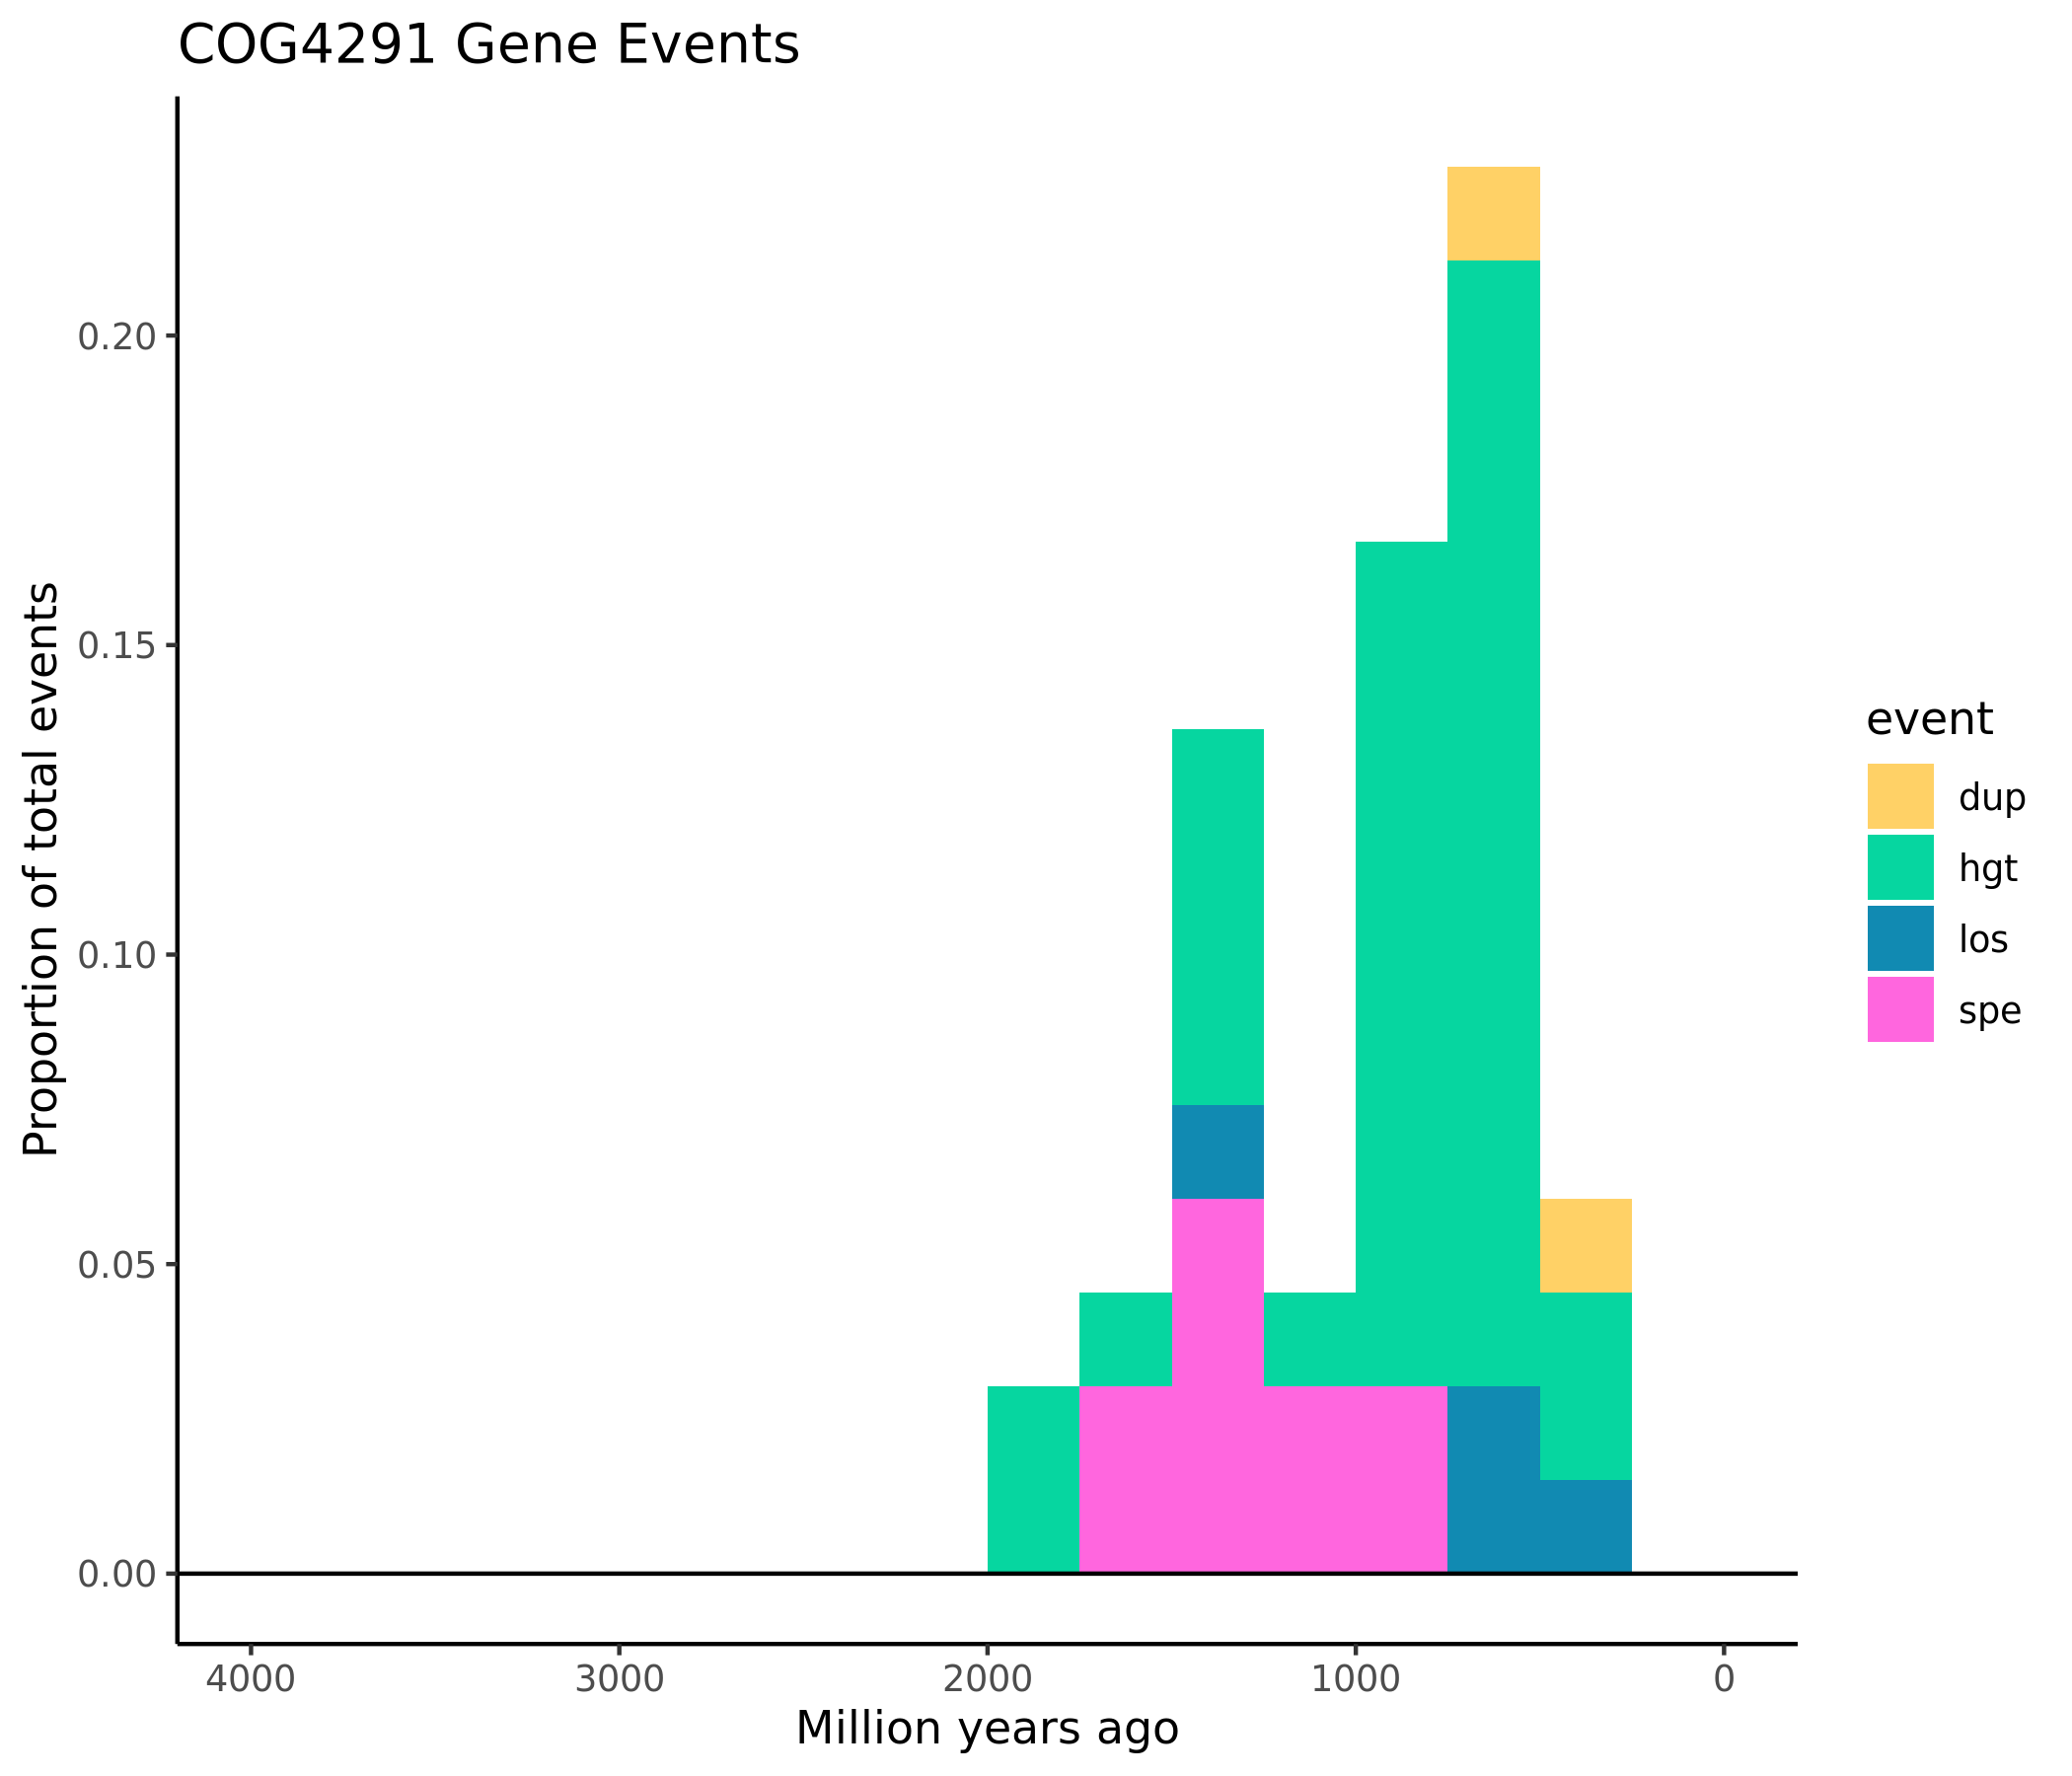 COG4291 Gene Events
Proportion of total events
0.20
0.15
0.10
0.05
0.00
4000 3000 2000 1000 0
Million years ago
event
dup
hgt
los
spe